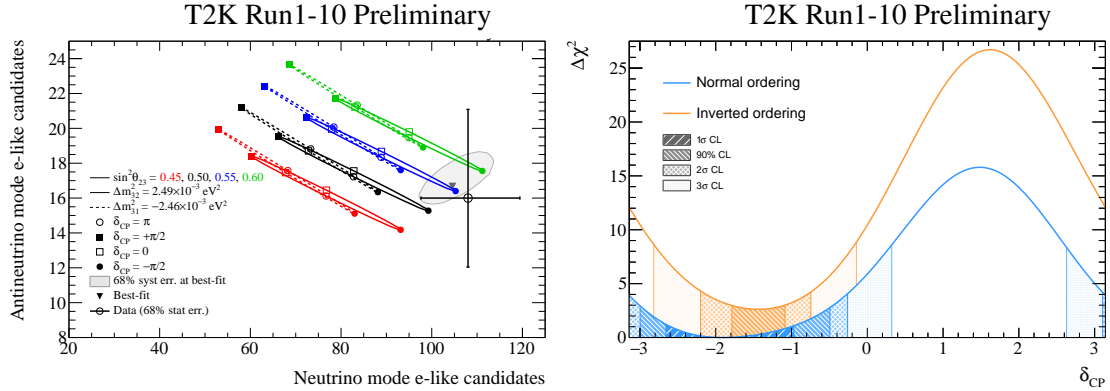 T2K Run1-10 Preliminary
Antineutrino mode e-like candidates
26
24
22
20
18
16
14
12
10
8
sin²θ₂₃ = 0.45, 0.50, 0.55, 0.60
Δm²₃₂ = 2.49×10⁻³ eV²
Δm²₃₁ = −2.46×10⁻³ eV²
δCP = π
δCP = +π/2
δCP = 0
δCP = −π/2
68% syst err. at best-fit
Best-fit
Data (68% stat err.)
20 40 60 80 100 120
Neutrino mode e-like candidates
T2K Run1-10 Preliminary
Δχ²
25
20
15
10
5
0
Normal ordering
Inverted ordering
1σ CL
90% CL
2σ CL
3σ CL
−3 −2 −1 0 1 2 3
δCP